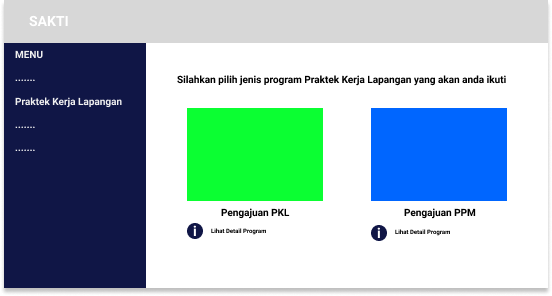 SAKTI
MENU
.......
Praktek Kerja Lapangan
.......
.......
Silahkan pilih jenis program Praktek Kerja Lapangan yang akan anda ikuti
Pengajuan PKL
Lihat Detail Program
Pengajuan PPM
Lihat Detail Program